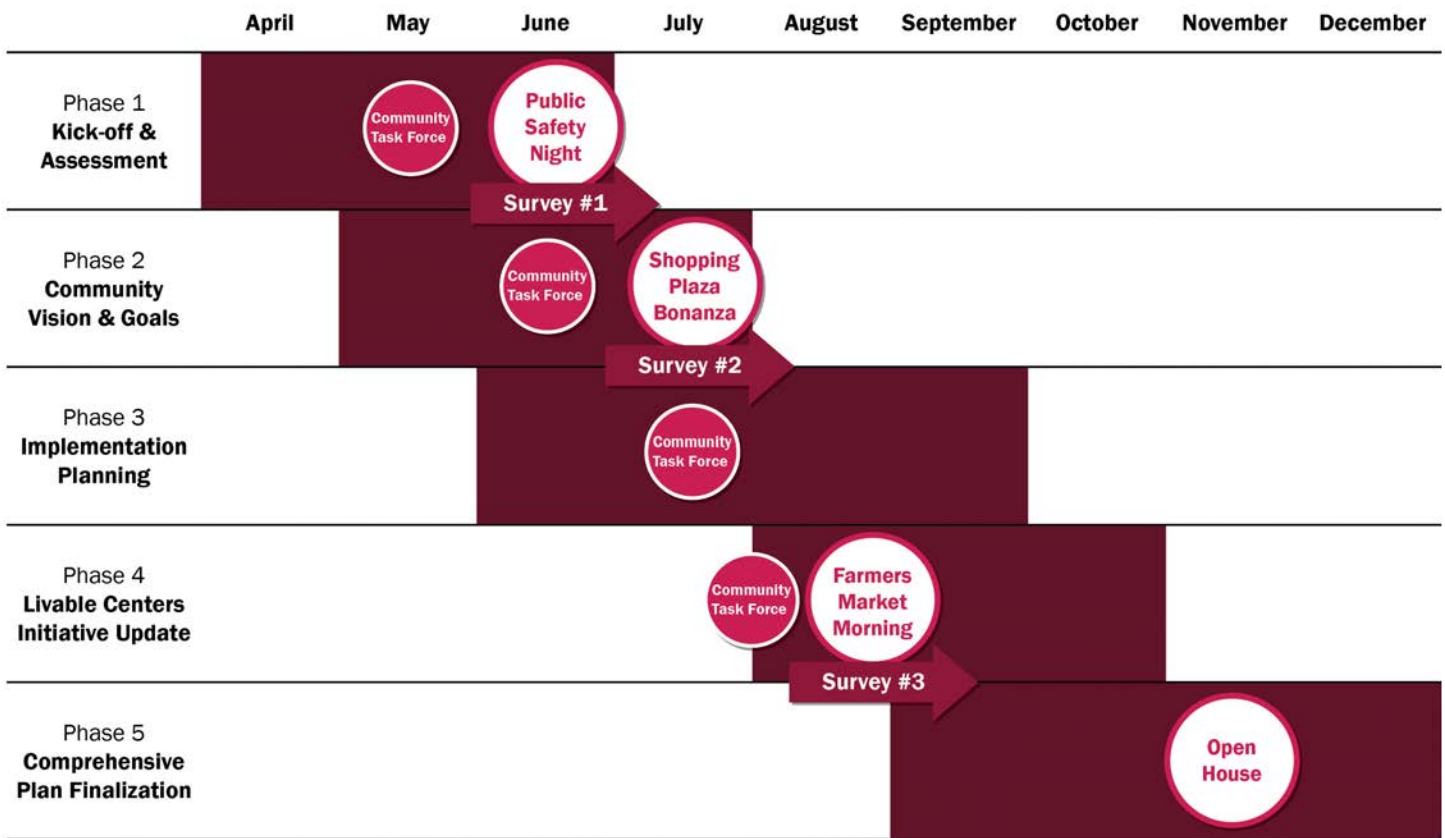 April May June July August September October November December
Phase 1
Kick-off &
Assessment
Community
Task Force
Public
Safety
Night
Survey #1
Phase 2
Community
Vision & Goals
Community
Task Force
Shopping
Plaza
Bonanza
Survey #2
Phase 3
Implementation
Planning
Community
Task Force
Phase 4
Livable Centers
Initiative Update
Community
Task Force
Farmers
Market
Morning
Survey #3
Phase 5
Comprehensive
Plan Finalization
Open
House